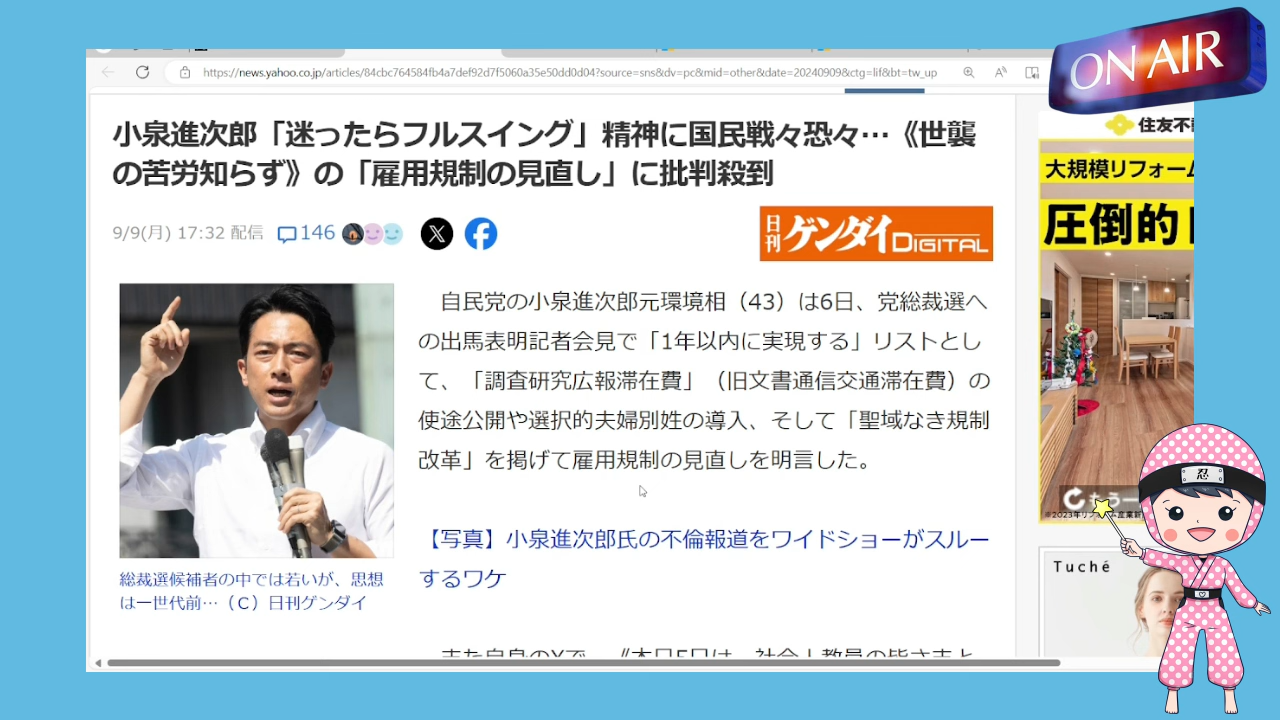 https://news.yahoo.co.jp/articles/84cbc764584fb4a7def92d7f5060a35e50dd0d04?source=sns&dv=pc&mid=other&date=20240909&ctg=lif&bt=tw_up
ON AIR
小泉進次郎「迷ったらフルスイング」精神に国民戦々恐々…《世襲
の苦労知らず》の「雇用規制の見直し」に批判殺到
9/9(月) 17:32 配信
146
日刊ゲンダイDIGITAL
自民党の小泉進次郎元環境相（43）は6日、党総裁選へ
の出馬表明記者会見で「1年以内に実現する」リストとし
て、「調査研究広報滞在費」（旧文書通信交通滞在費）の
使途公開や選択的夫婦別姓の導入、そして「聖域なき規制
改革」を掲げて雇用規制の見直しを明言した。
【写真】小泉進次郎氏の不倫報道をワイドショーがスルー
するワケ
総裁選候補者の中では若いが、思想
は一世代前…（C）日刊ゲンダイ
住友不
大規模リフォーム
圧倒的
Tuché
忍